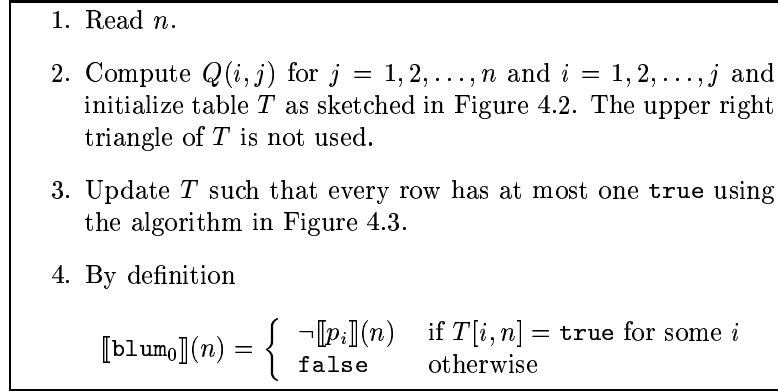 1. Read n.
2. Compute Q(i, j) for j = 1, 2, . . . , n and i = 1, 2, . . . , j and
initialize table T as sketched in Figure 4.2. The upper right
triangle of T is not used.
3. Update T such that every row has at most one true using
the algorithm in Figure 4.3.
4. By definition
⟦blum₀⟧(n) = { ¬⟦pᵢ⟧(n) if T[i, n] = true for some i
false otherwise